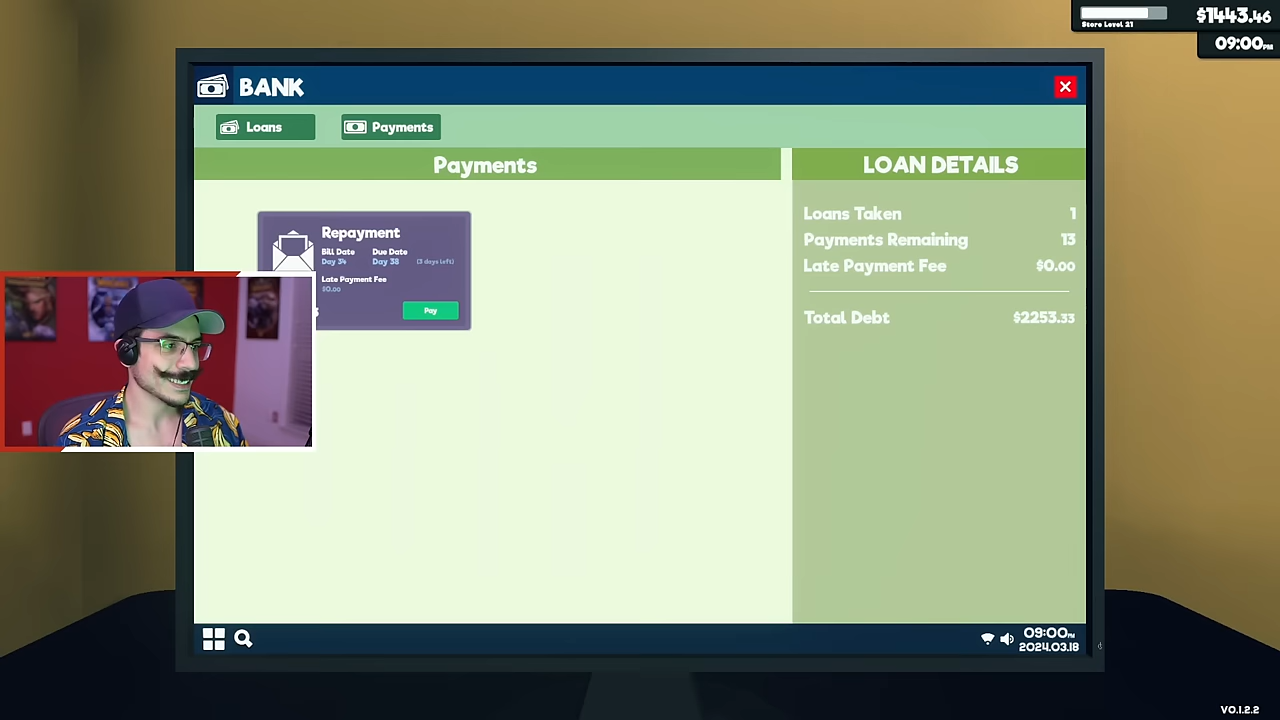 $1443.46
Store Level 21
09:00PM
BANK
Loans
Payments
Payments
LOAN DETAILS
Repayment
Bill Date
Due Date
Day 34
Day 38
(3 days left)
Late Payment Fee
$0.00
Pay
Loans Taken
1
Payments Remaining
13
Late Payment Fee
$0.00
Total Debt
$2253.33
09:00PM
2024.03.18
V0.1.2.2